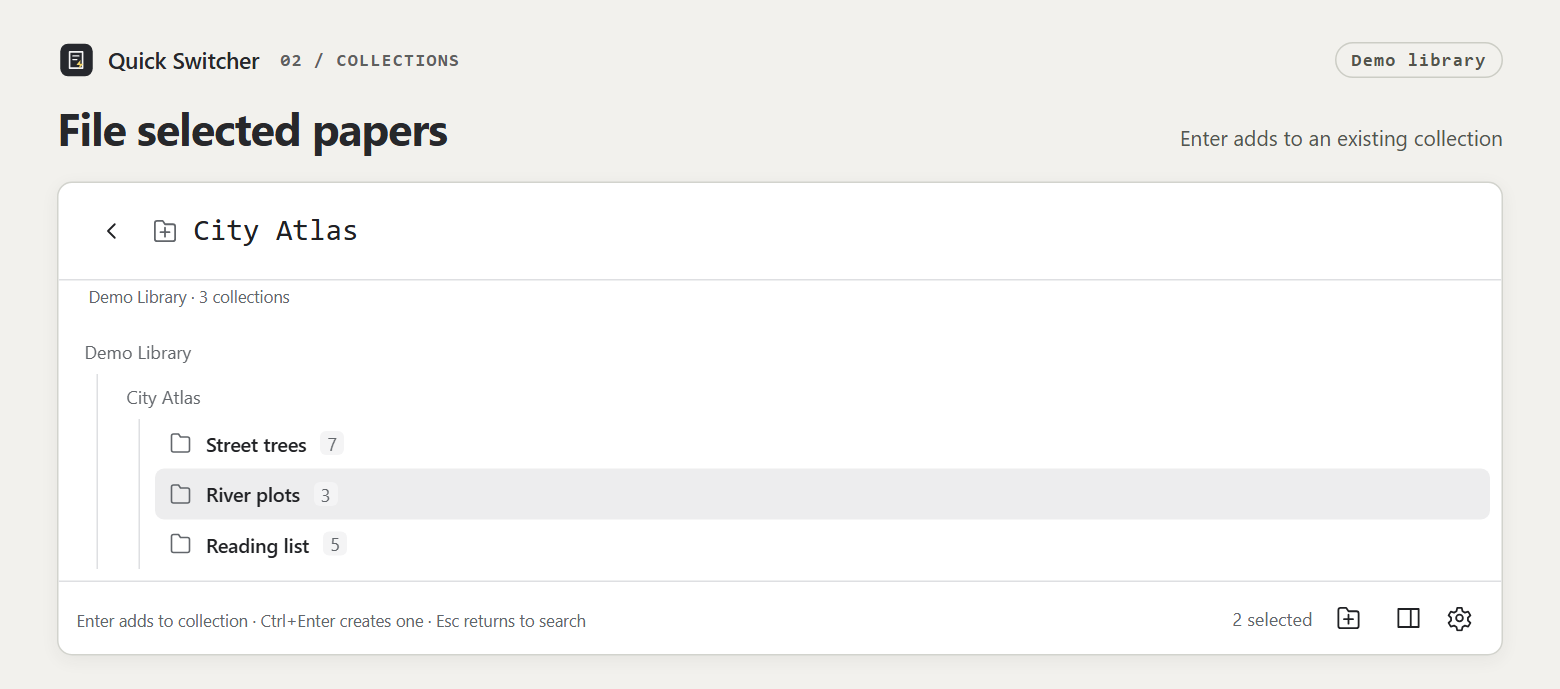 Quick Switcher 02 / COLLECTIONS Demo library
File selected papers
Enter adds to an existing collection
City Atlas
Demo Library · 3 collections
Demo Library
City Atlas
Street trees 7
River plots 3
Reading list 5
Enter adds to collection · Ctrl+Enter creates one · Esc returns to search 2 selected